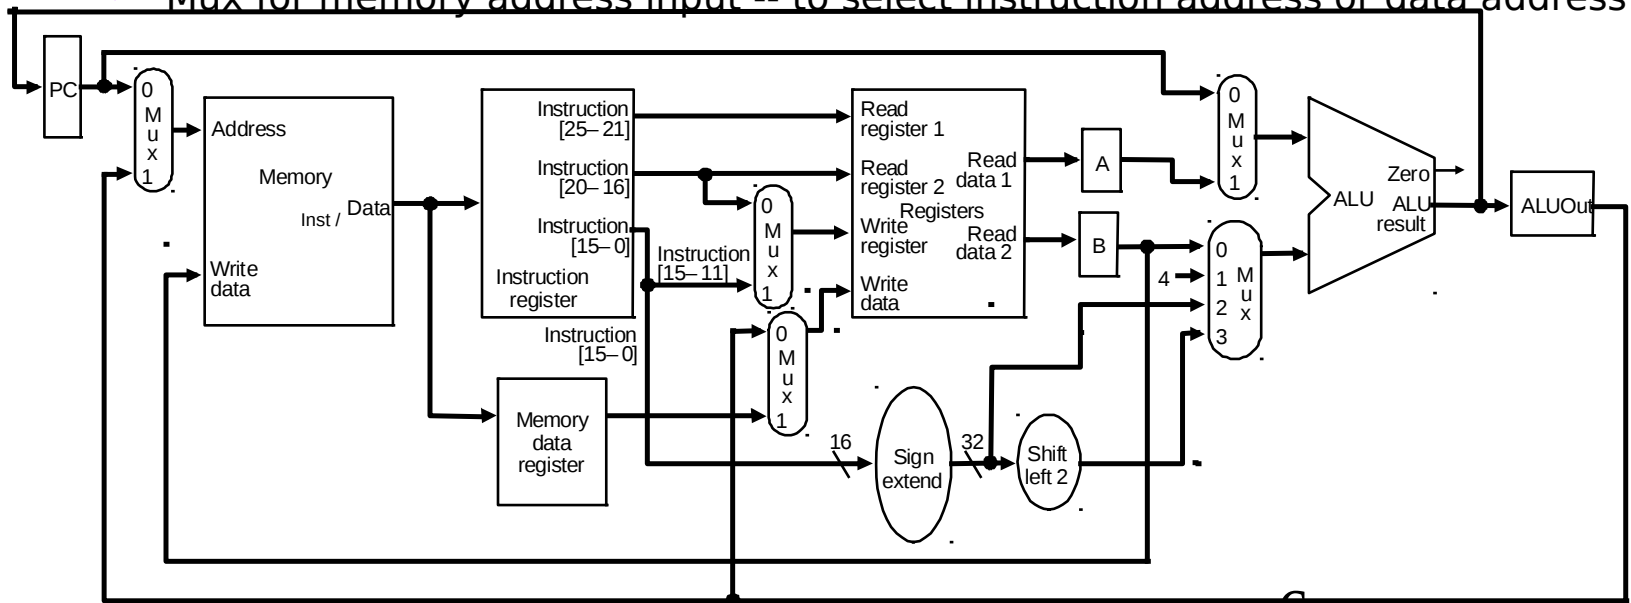 Mux for memory address input -- to select instruction address or data address
PC
0
M
u
x
1
Address
Memory
Inst /
Data
Write
data
Instruction
[25–21]
Instruction
[20–16]
Instruction
[15–0]
Instruction
register
Instruction
[15–11]
Instruction
[15–0]
Memory
data
register
0
M
u
x
1
0
M
u
x
1
Read
register 1
Read
register 2
Registers
Write
register
Write
data
Read
data 1
Read
data 2
16
Sign
extend
32
Shift
left 2
A
B
4
0
M
u
x
1
0
1
2
3
M
u
x
Zero
ALU
ALU
result
ALUOut